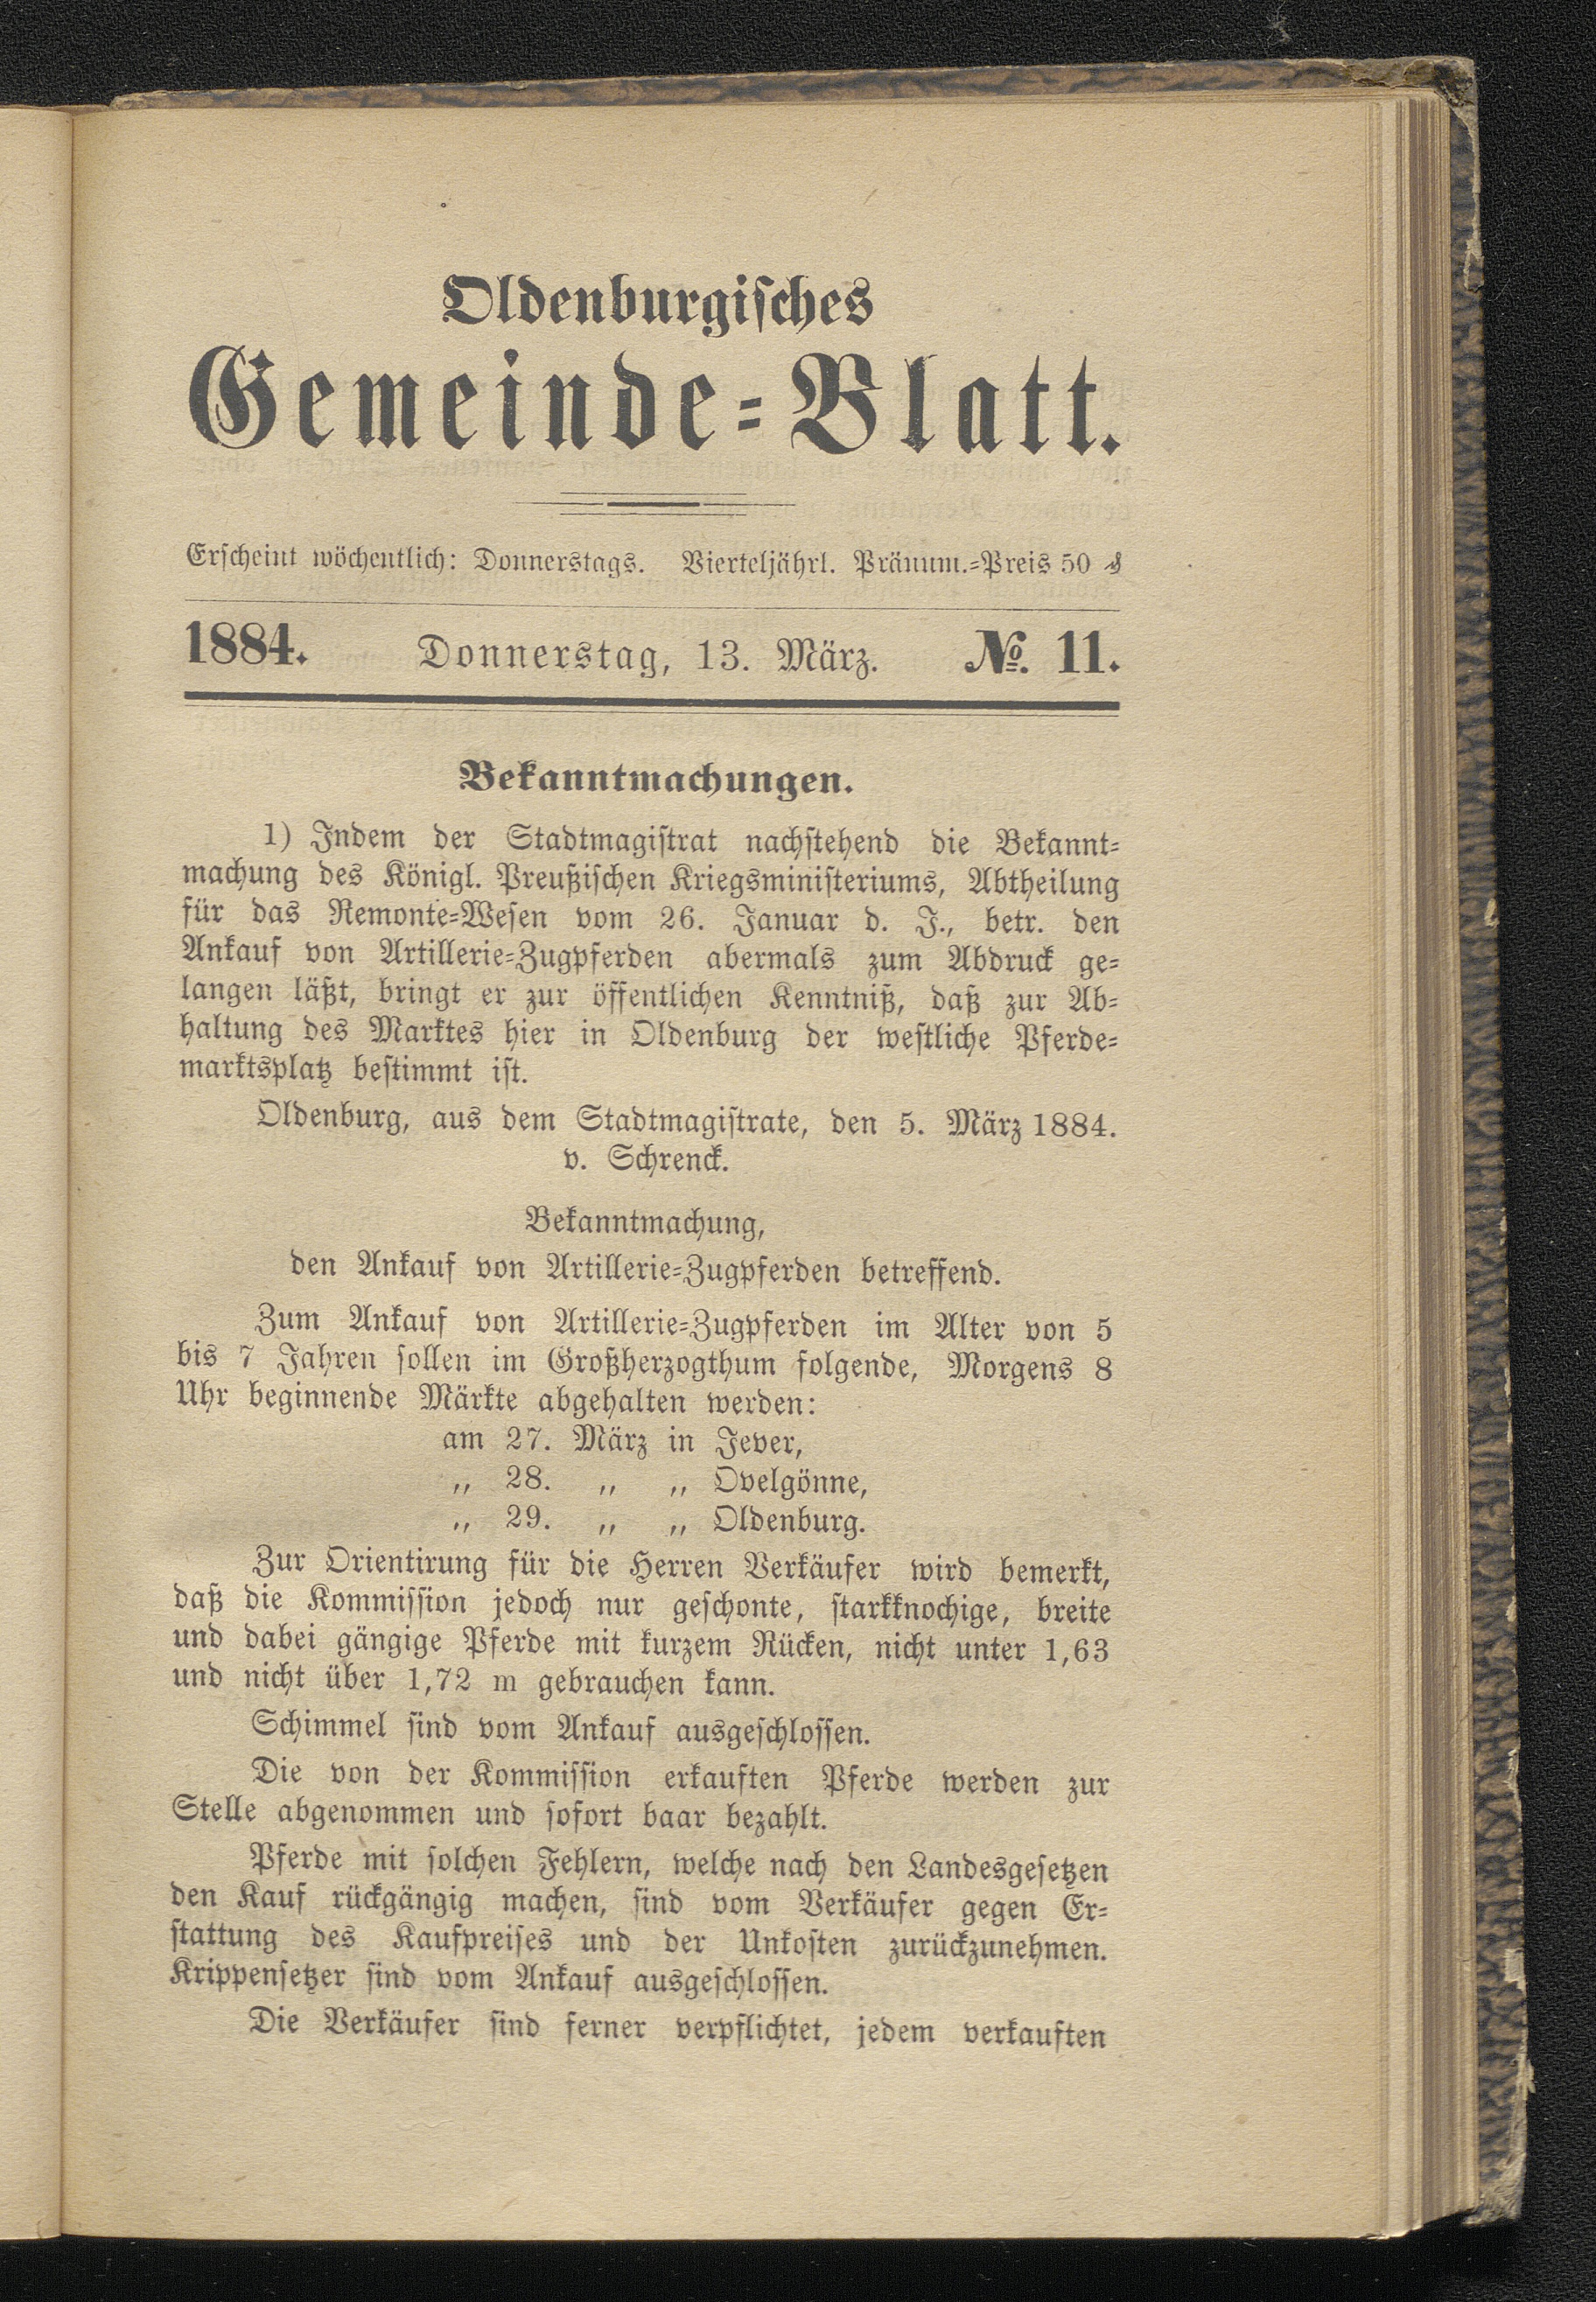 Oldenburgisches
Gemeinde-Blatt.
Erscheint wöchentlich: Donnerstags. Vierteljährl. Pränum.-Preis 50 ₰
1884. Donnerstag, 13. März. №. 11.
Bekanntmachungen.
1) Indem der Stadtmagistrat nachstehend die Bekannt-
machung des Königl. Preußischen Kriegsministeriums, Abtheilung
für das Remonte-Wesen vom 26. Januar d. J., betr. den
Ankauf von Artillerie-Zugpferden abermals zum Abdruck ge-
langen läßt, bringt er zur öffentlichen Kenntniß, daß zur Ab-
haltung des Marktes hier in Oldenburg der westliche Pferde-
marktsplatz bestimmt ist.
Oldenburg, aus dem Stadtmagistrate, den 5. März 1884.
v. Schrenck.
Bekanntmachung,
den Ankauf von Artillerie-Zugpferden betreffend.
Zum Ankauf von Artillerie-Zugpferden im Alter von 5
bis 7 Jahren sollen im Großherzogthum folgende, Morgens 8
Uhr beginnende Märkte abgehalten werden:
am 27. März in Jever,
„ 28. „ „ Ovelgönne,
„ 29. „ „ Oldenburg.
Zur Orientirung für die Herren Verkäufer wird bemerkt,
daß die Kommission jedoch nur geschonte, starkknochige, breite
und dabei gängige Pferde mit kurzem Rücken, nicht unter 1,63
und nicht über 1,72 m gebrauchen kann.
Schimmel sind vom Ankauf ausgeschlossen.
Die von der Kommission erkauften Pferde werden zur
Stelle abgenommen und sofort baar bezahlt.
Pferde mit solchen Fehlern, welche nach den Landesgesetzen
den Kauf rückgängig machen, sind vom Verkäufer gegen Er-
stattung des Kaufpreises und der Unkosten zurückzunehmen.
Krippensetzer sind vom Ankauf ausgeschlossen.
Die Verkäufer sind ferner verpflichtet, jedem verkauften